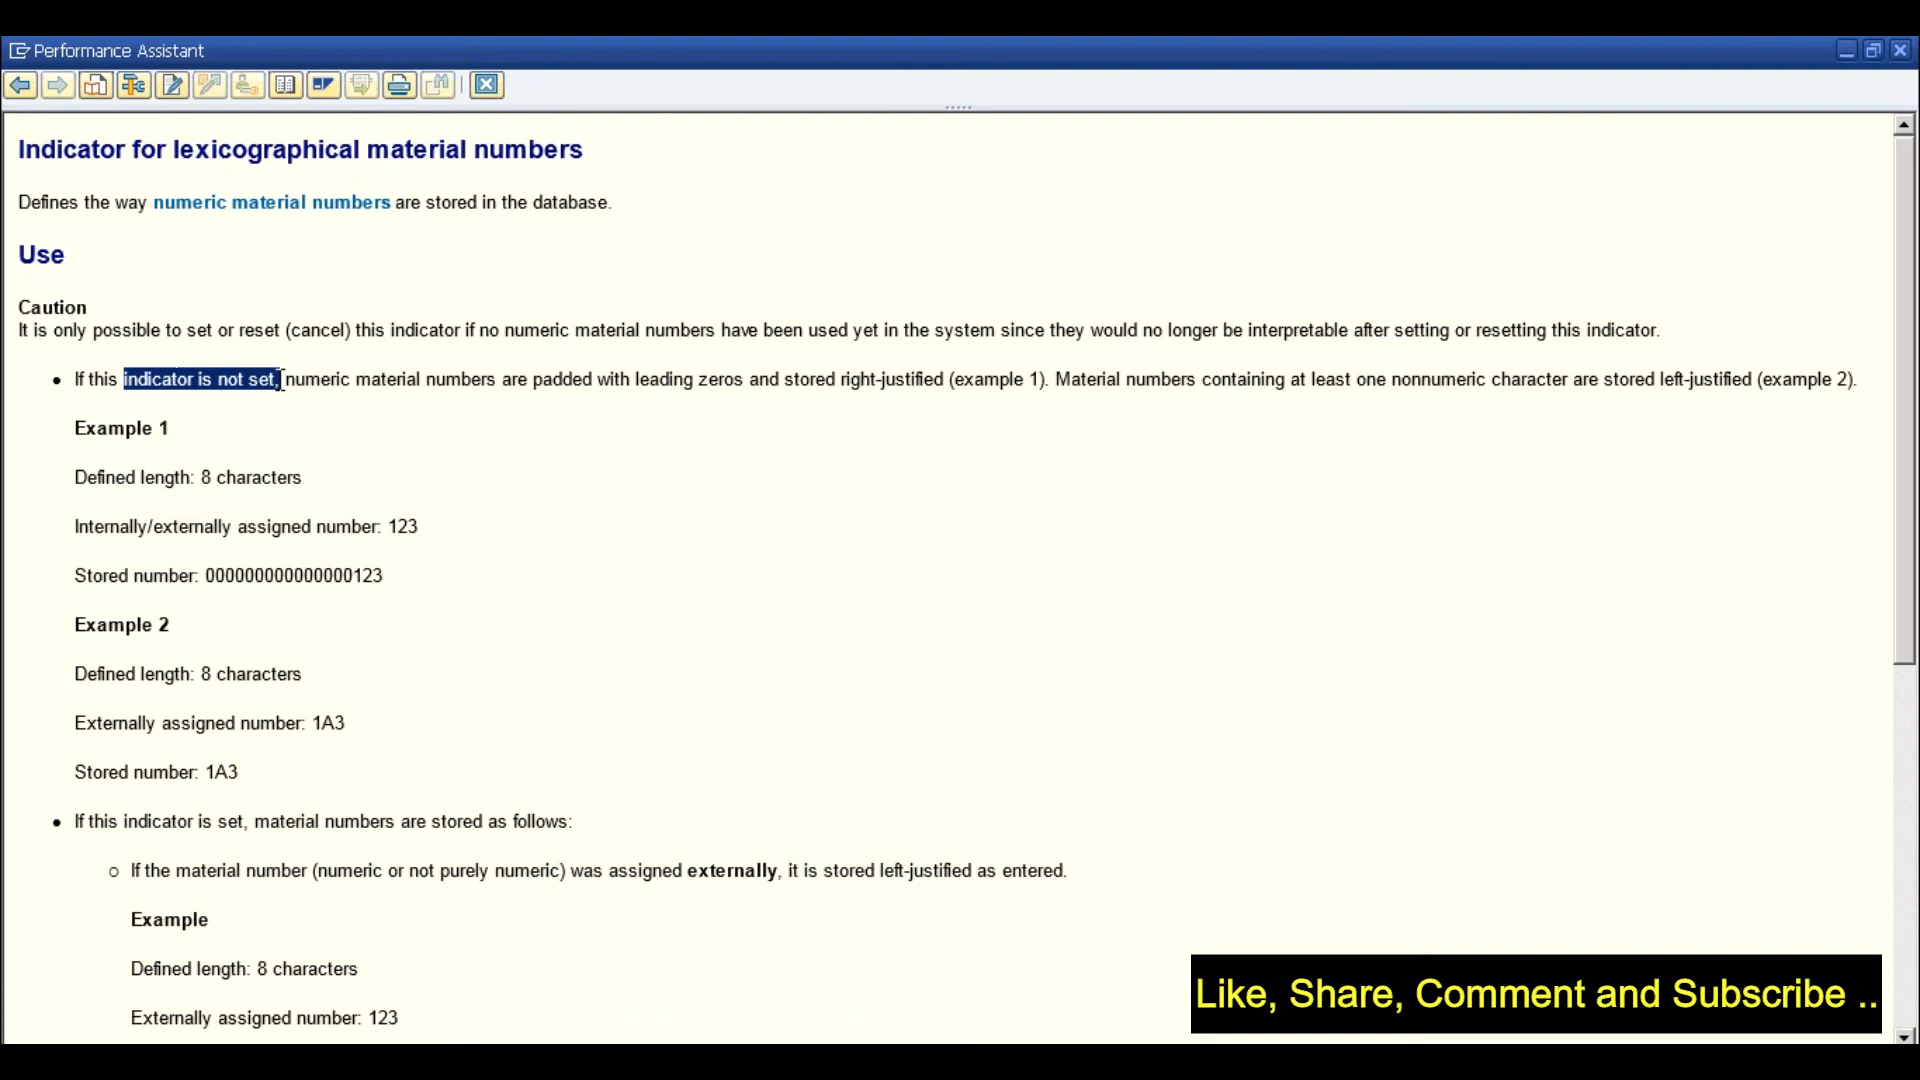 Performance Assistant
Indicator for lexicographical material numbers
Defines the way numeric material numbers are stored in the database.
Use
Caution
It is only possible to set or reset (cancel) this indicator if no numeric material numbers have been used yet in the system since they would no longer be interpretable after setting or resetting this indicator.
• If this indicator is not set, numeric material numbers are padded with leading zeros and stored right-justified (example 1). Material numbers containing at least one nonnumeric character are stored left-justified (example 2).
Example 1
Defined length: 8 characters
Internally/externally assigned number: 123
Stored number: 000000000000000123
Example 2
Defined length: 8 characters
Externally assigned number: 1A3
Stored number: 1A3
• If this indicator is set, material numbers are stored as follows:
○ If the material number (numeric or not purely numeric) was assigned externally, it is stored left-justified as entered.
Example
Defined length: 8 characters
Externally assigned number: 123
Like, Share, Comment and Subscribe ..